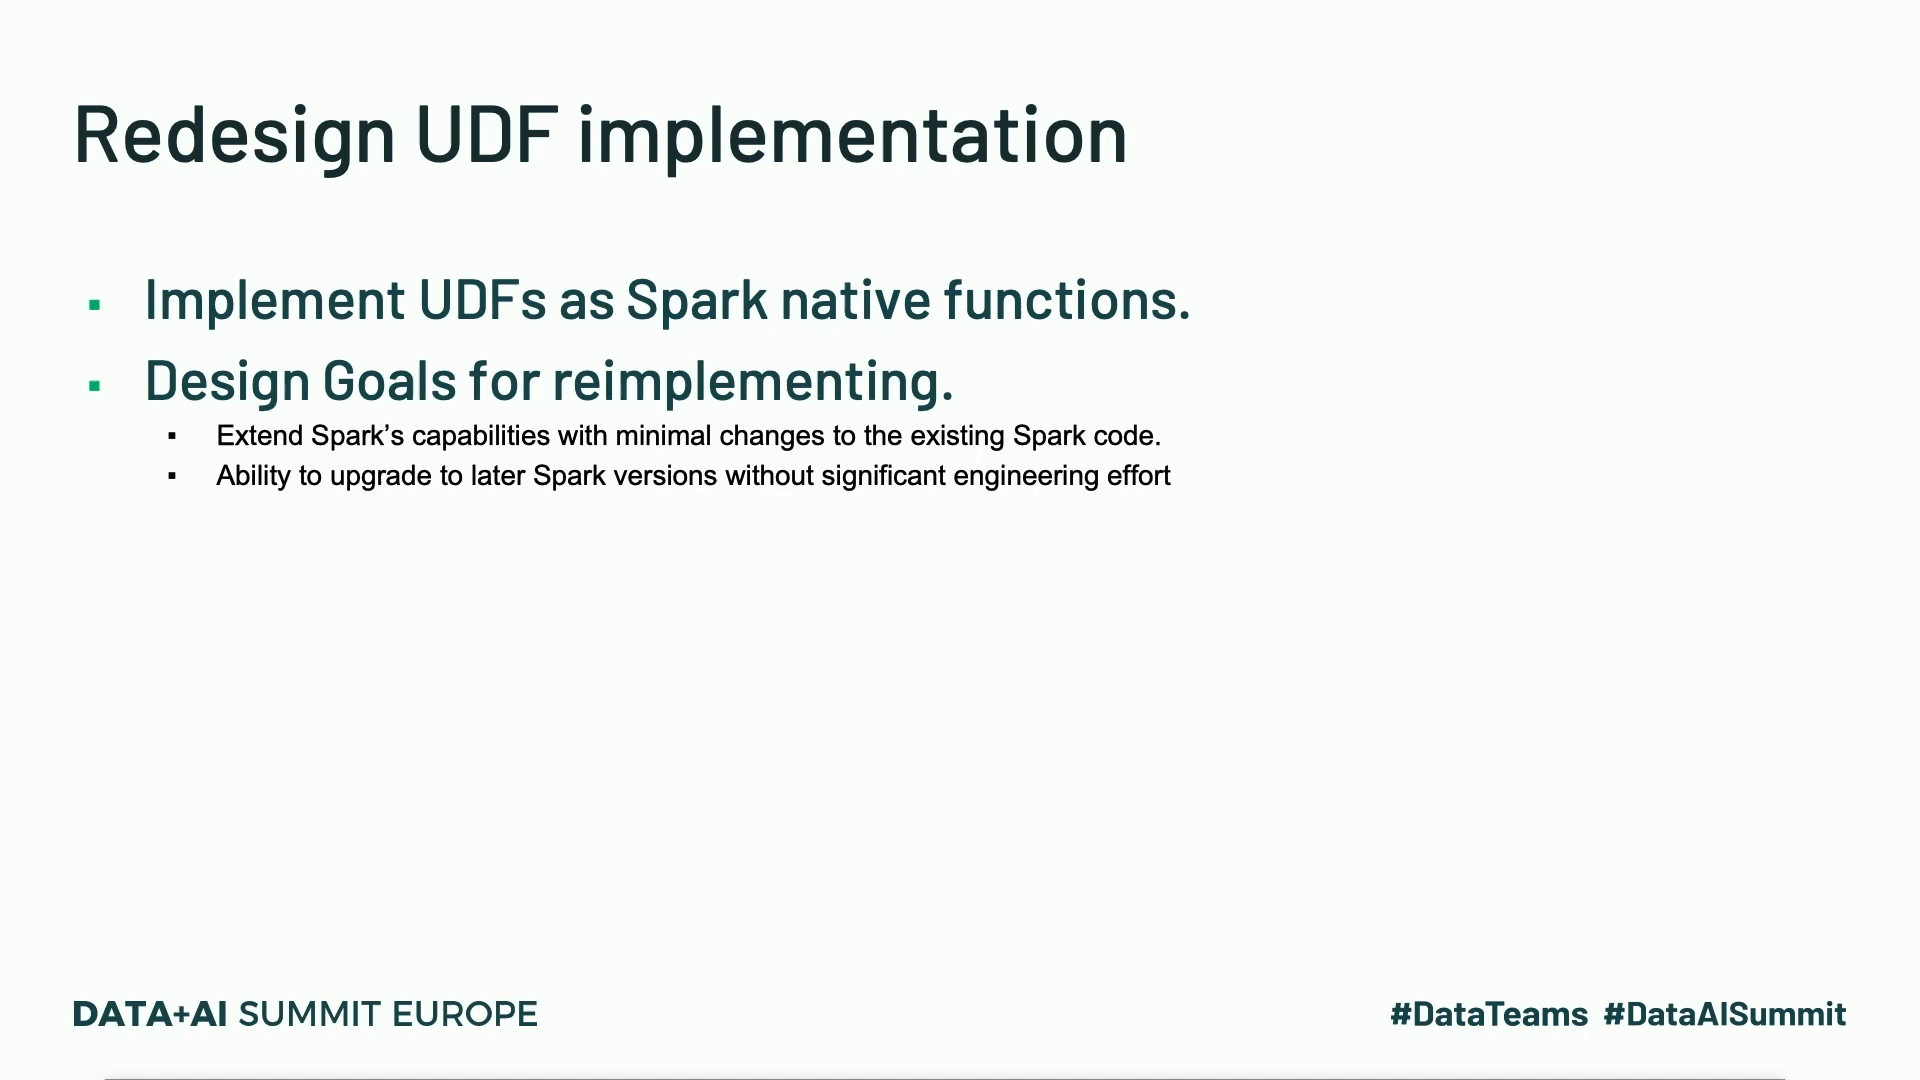 Redesign UDF implementation
▪ Implement UDFs as Spark native functions.
▪ Design Goals for reimplementing.
▪ Extend Spark’s capabilities with minimal changes to the existing Spark code.
▪ Ability to upgrade to later Spark versions without significant engineering effort
DATA+AI SUMMIT EUROPE
#DataTeams #DataAISummit